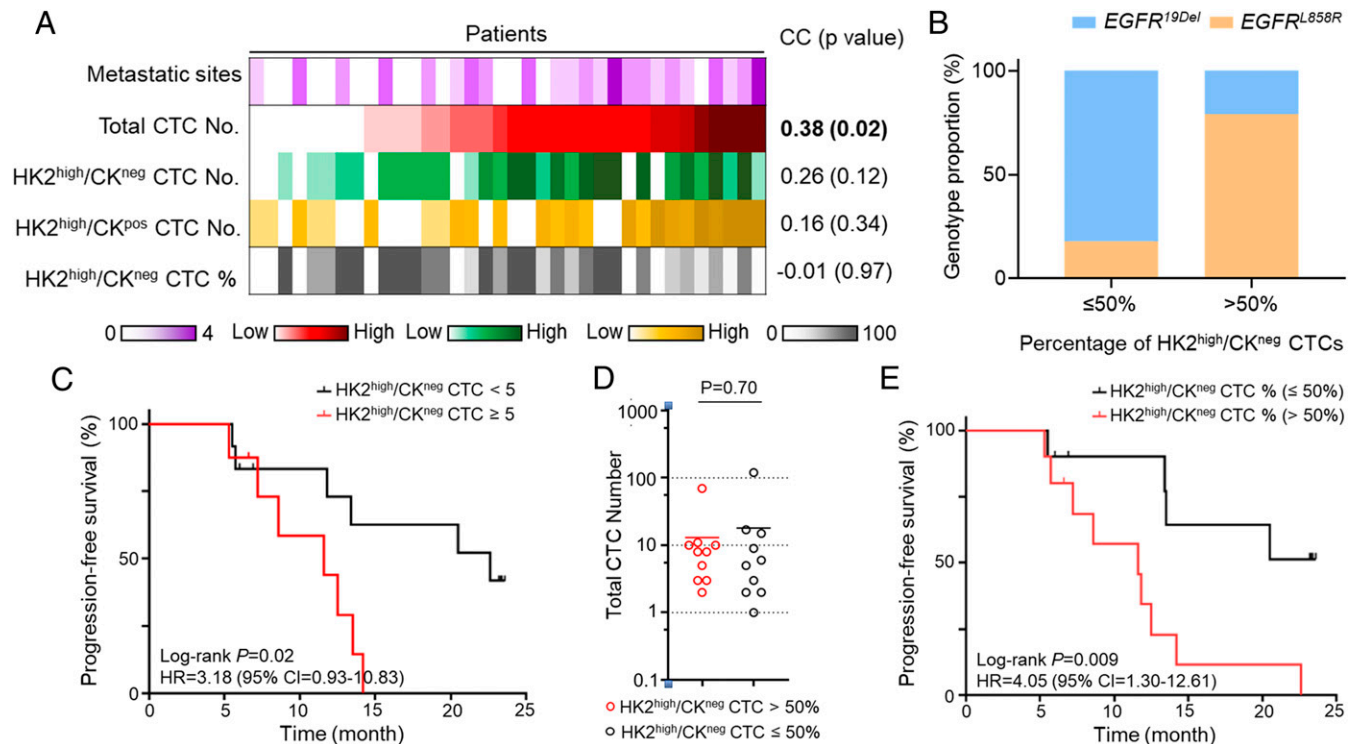 A
Patients
CC (p value)
Metastatic sites
Total CTC No.
0.38 (0.02)
HK2high/CKneg CTC No.
0.26 (0.12)
HK2high/CKpos CTC No.
0.16 (0.34)
HK2high/CKneg CTC %
-0.01 (0.97)
0 4 Low High Low High Low High 0 100
B
EGFR19Del EGFRL858R
Genotype proportion (%)
100
50
0
≤50% >50%
Percentage of HK2high/CKneg CTCs
C
HK2high/CKneg CTC < 5
HK2high/CKneg CTC ≥ 5
Progression-free survival (%)
100
50
0
Log-rank P=0.02
HR=3.18 (95% CI=0.93-10.83)
0 5 10 15 20 25
Time (month)
D
P=0.70
Total CTC Number
1000
100
10
1
0.1
HK2high/CKneg CTC > 50%
HK2high/CKneg CTC ≤ 50%
E
HK2high/CKneg CTC % (≤ 50%)
HK2high/CKneg CTC % (> 50%)
Progression-free survival (%)
100
50
0
Log-rank P=0.009
HR=4.05 (95% CI=1.30-12.61)
0 5 10 15 20 25
Time (month)